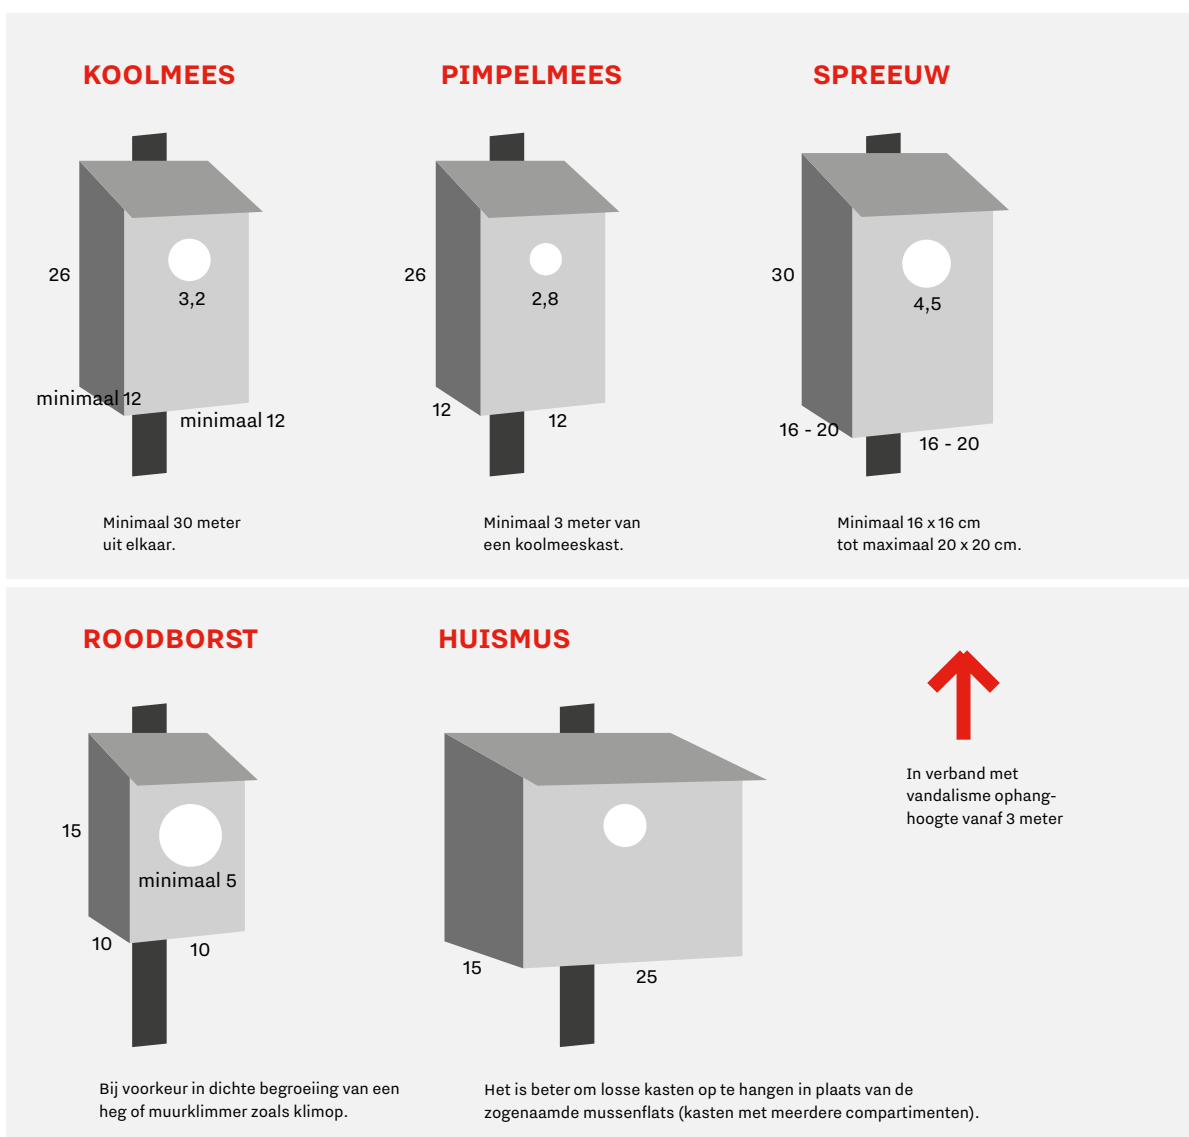 KOOLMEES
PIMPELMEES
SPREEUW
26
3,2
minimaal 12
minimaal 12
26
2,8
12
12
30
4,5
16 - 20
16 - 20
Minimaal 30 meter
uit elkaar.
Minimaal 3 meter van
een koolmeeskast.
Minimaal 16 x 16 cm
tot maximaal 20 x 20 cm.
ROODBORST
HUISMUS
15
minimaal 5
10
10
15
25
In verband met
vandalisme ophang-
hoogte vanaf 3 meter
Bij voorkeur in dichte begroeiing van een
heg of muurklimmer zoals klimop.
Het is beter om losse kasten op te hangen in plaats van de
zogenaamde mussenflats (kasten met meerdere compartimenten).